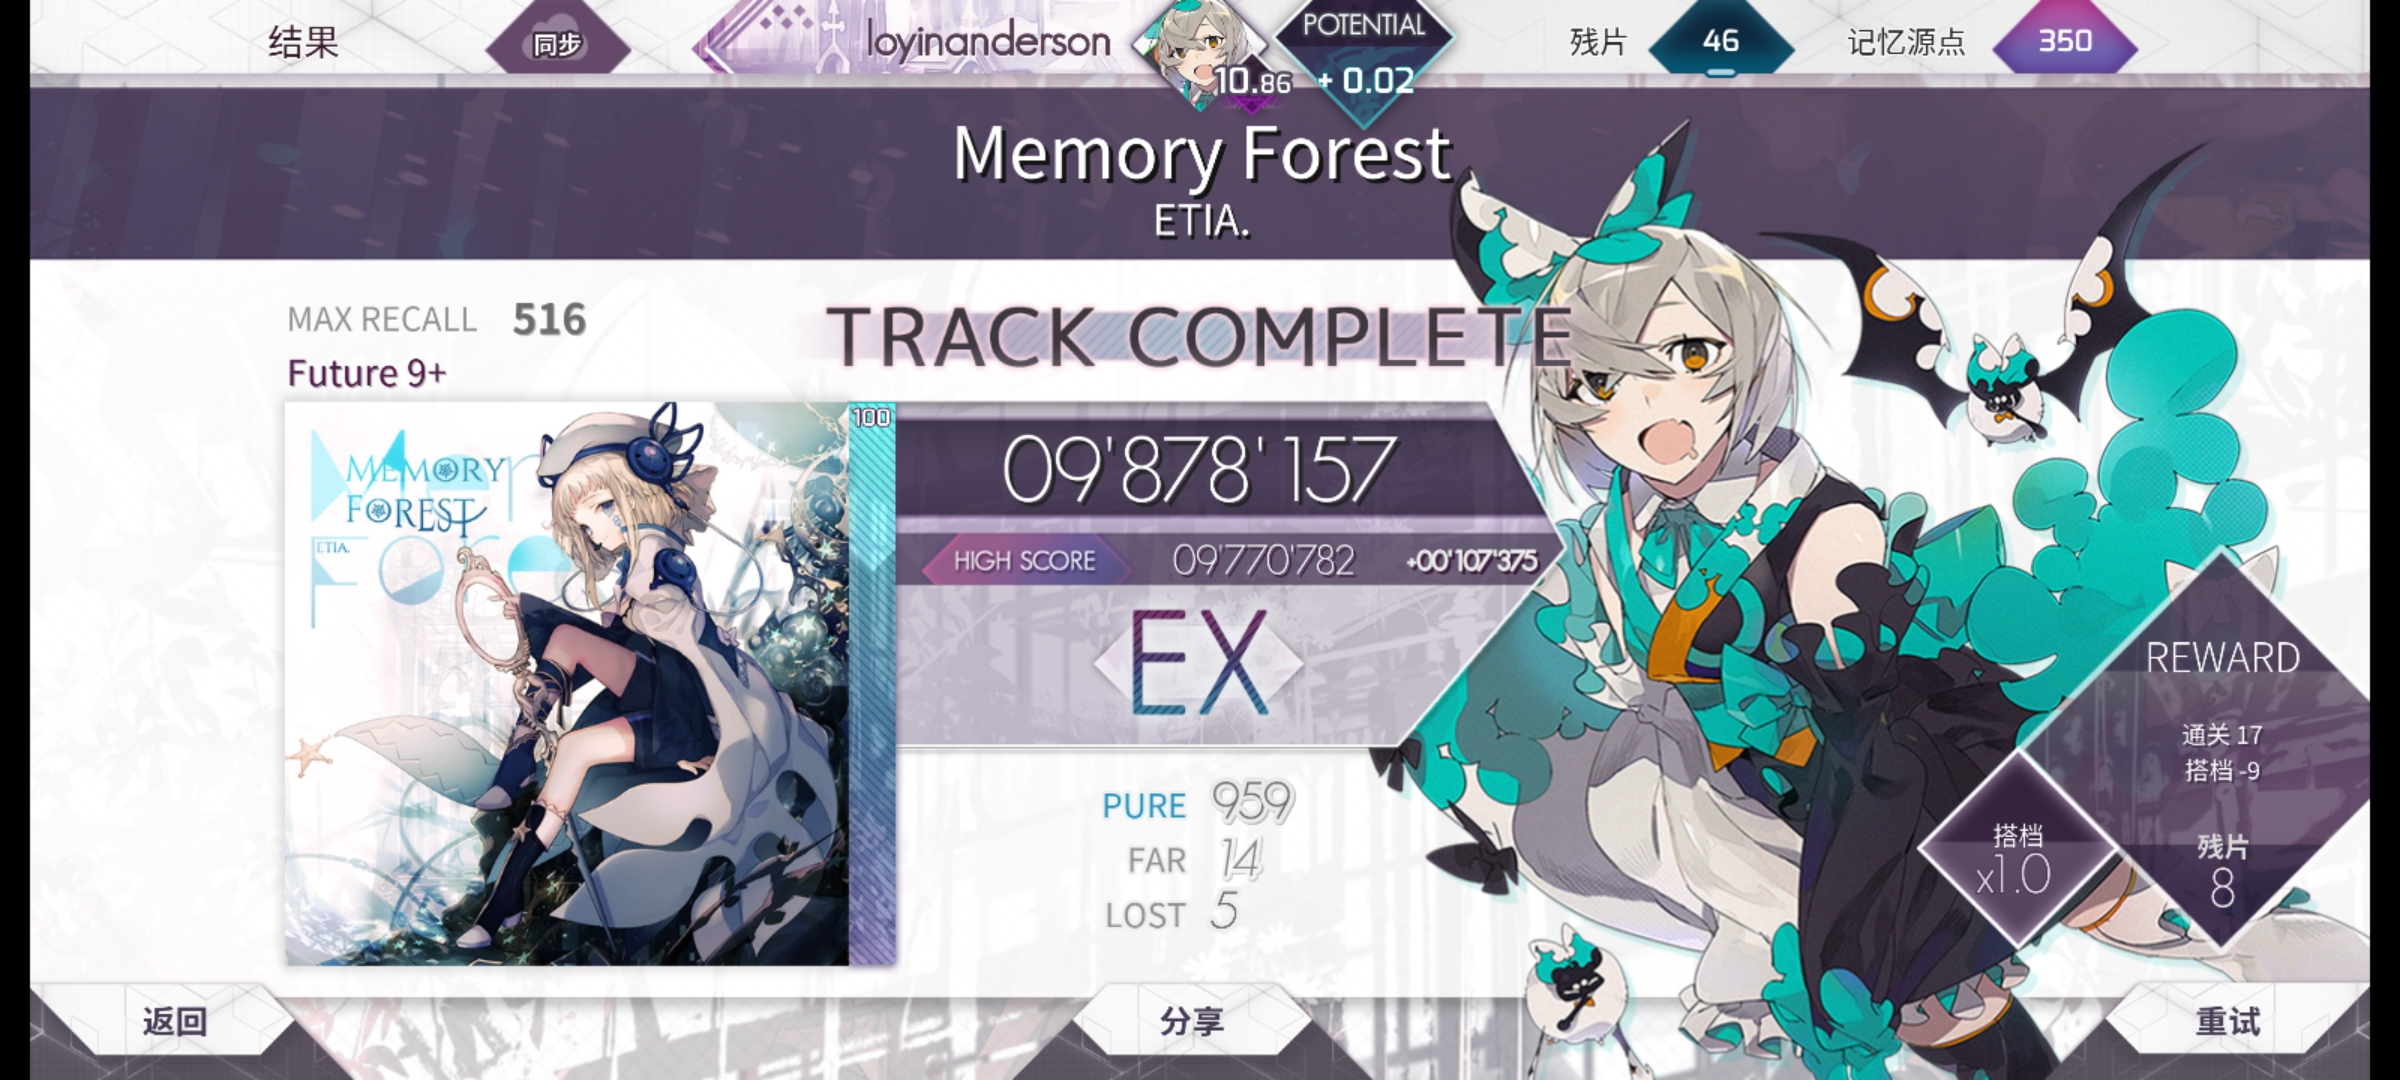 结果
同步
loyinanderson
10.86
POTENTIAL
+ 0.02
残片
46
记忆源点
350
Memory Forest
ETIA.
MAX RECALL 516
Future 9+
TRACK COMPLETE
100
MEMORY
FOREST
ETIA.
09'878'157
HIGH SCORE 09'770'782 +00'107'375
EX
PURE 959
FAR 14
LOST 5
REWARD
通关 17
搭档 -9
残片
8
搭档
x1.0
返回
分享
重试